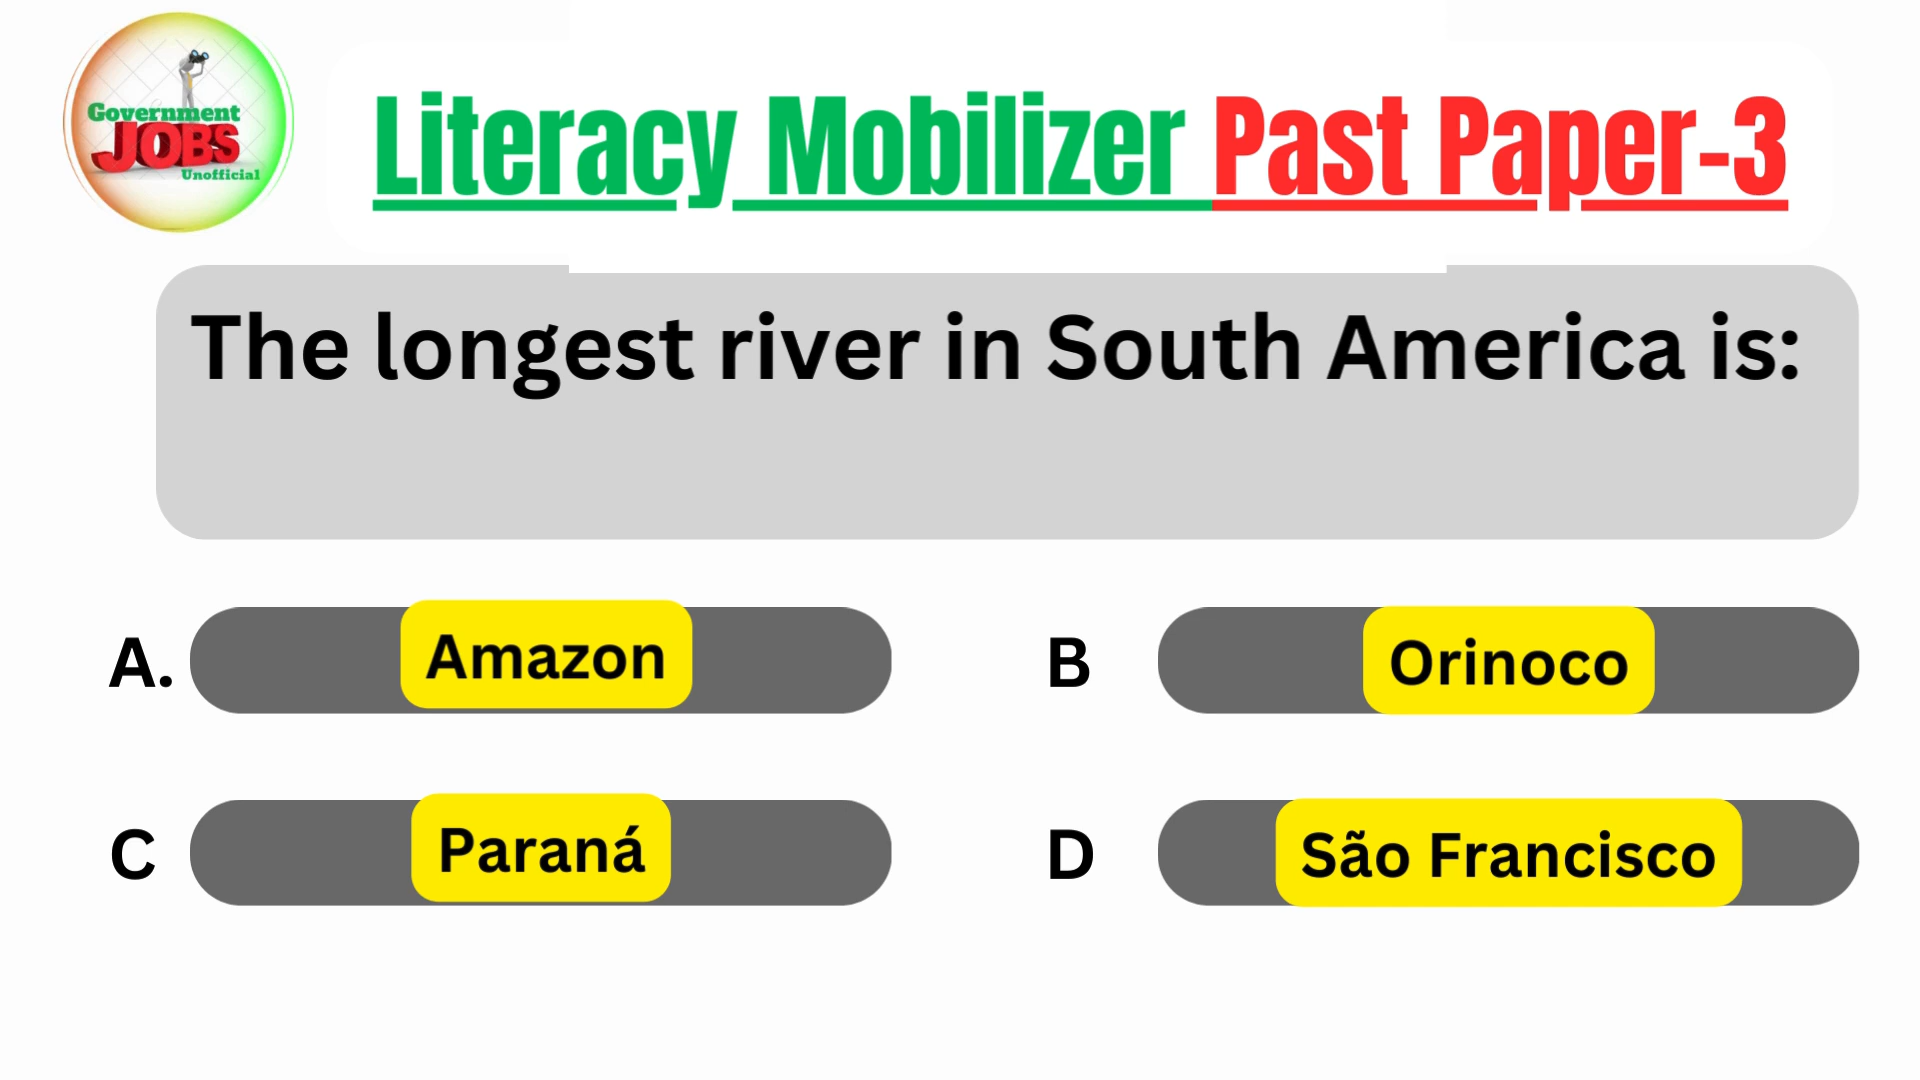 Government
JOBS
Unofficial
Literacy Mobilizer Past Paper-3
The longest river in South America is:
A. Amazon
B Orinoco
C Paraná
D São Francisco